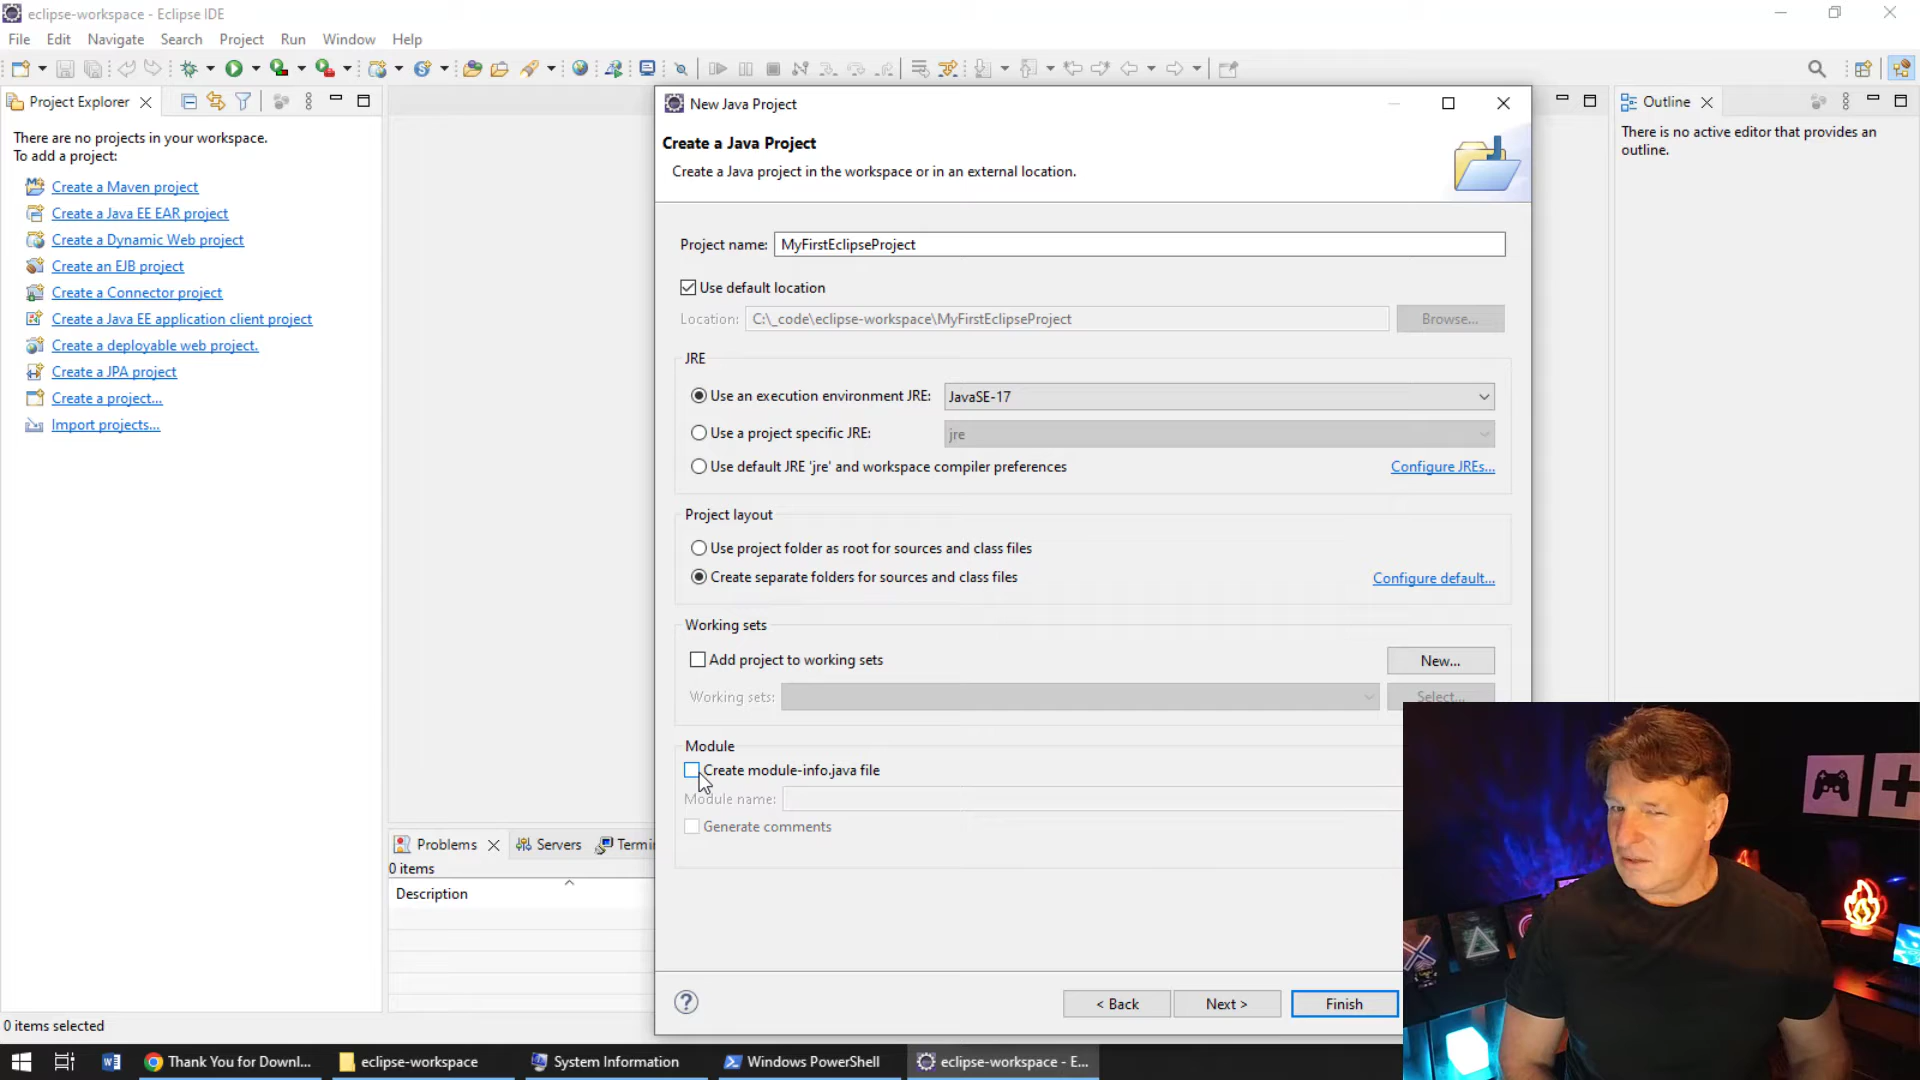 eclipse-workspace - Eclipse IDE
File Edit Navigate Search Project Run Window Help
Project Explorer
There are no projects in your workspace.
To add a project:
Create a Maven project
Create a Java EE EAR project
Create a Dynamic Web project
Create an EJB project
Create a Connector project
Create a Java EE application client project
Create a deployable web project.
Create a JPA project
Create a project...
Import projects...
New Java Project
Create a Java Project
Create a Java project in the workspace or in an external location.
Project name: MyFirstEclipseProject
Use default location
Location: C:\_code\eclipse-workspace\MyFirstEclipseProject Browse...
JRE
Use an execution environment JRE: JavaSE-17
Use a project specific JRE: jre
Use default JRE 'jre' and workspace compiler preferences Configure JREs...
Project layout
Use project folder as root for sources and class files
Create separate folders for sources and class files Configure default...
Working sets
Add project to working sets New...
Working sets: Select...
Module
Create module-info.java file
Module name:
Generate comments
< Back Next > Finish
Outline
There is no active editor that provides an
outline.
Problems Servers Termi
0 items
Description
0 items selected
Thank You for Downl... eclipse-workspace System Information Windows PowerShell eclipse-workspace - E...